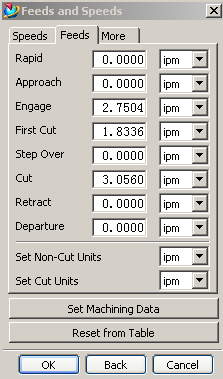 Feeds and Speeds
Speeds Feeds More
Rapid 0.0000 ipm
Approach 0.0000 ipm
Engage 2.7504 ipm
First Cut 1.8336 ipm
Step Over 0.0000 ipm
Cut 3.0560 ipm
Retract 0.0000 ipm
Departure 0.0000 ipm
Set Non-Cut Units ipm
Set Cut Units ipm
Set Machining Data
Reset from Table
OK Back Cancel